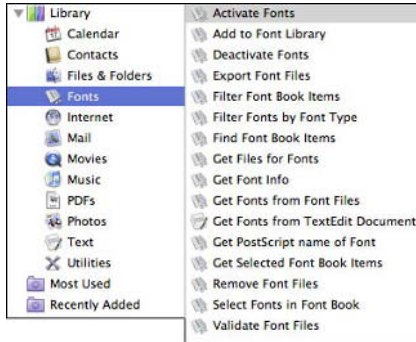 Library
Calendar
Contacts
Files & Folders
Fonts
Internet
Mail
Movies
Music
PDFs
Photos
Text
Utilities
Most Used
Recently Added
Activate Fonts
Add to Font Library
Deactivate Fonts
Export Font Files
Filter Font Book Items
Filter Fonts by Font Type
Find Font Book Items
Get Files for Fonts
Get Font Info
Get Fonts from Font Files
Get Fonts from TextEdit Document
Get PostScript name of Font
Get Selected Font Book Items
Remove Font Files
Select Fonts in Font Book
Validate Font Files